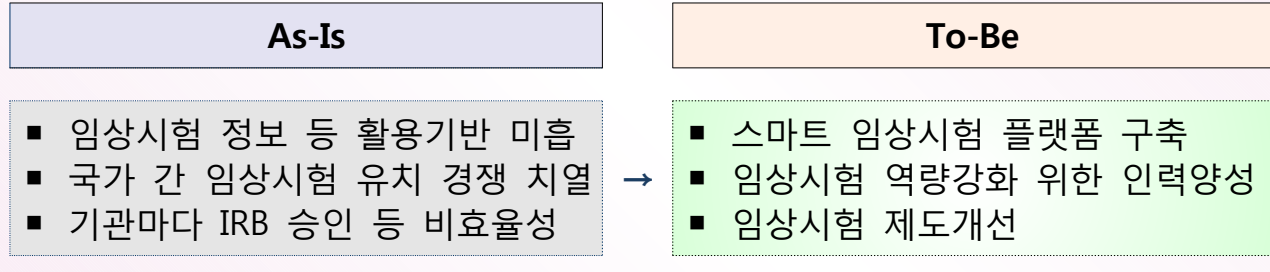 As-Is
■ 임상시험 정보 등 활용기반 미흡
■ 국가 간 임상시험 유치 경쟁 치열
■ 기관마다 IRB 승인 등 비효율성
→
To-Be
■ 스마트 임상시험 플랫폼 구축
■ 임상시험 역량강화 위한 인력양성
■ 임상시험 제도개선